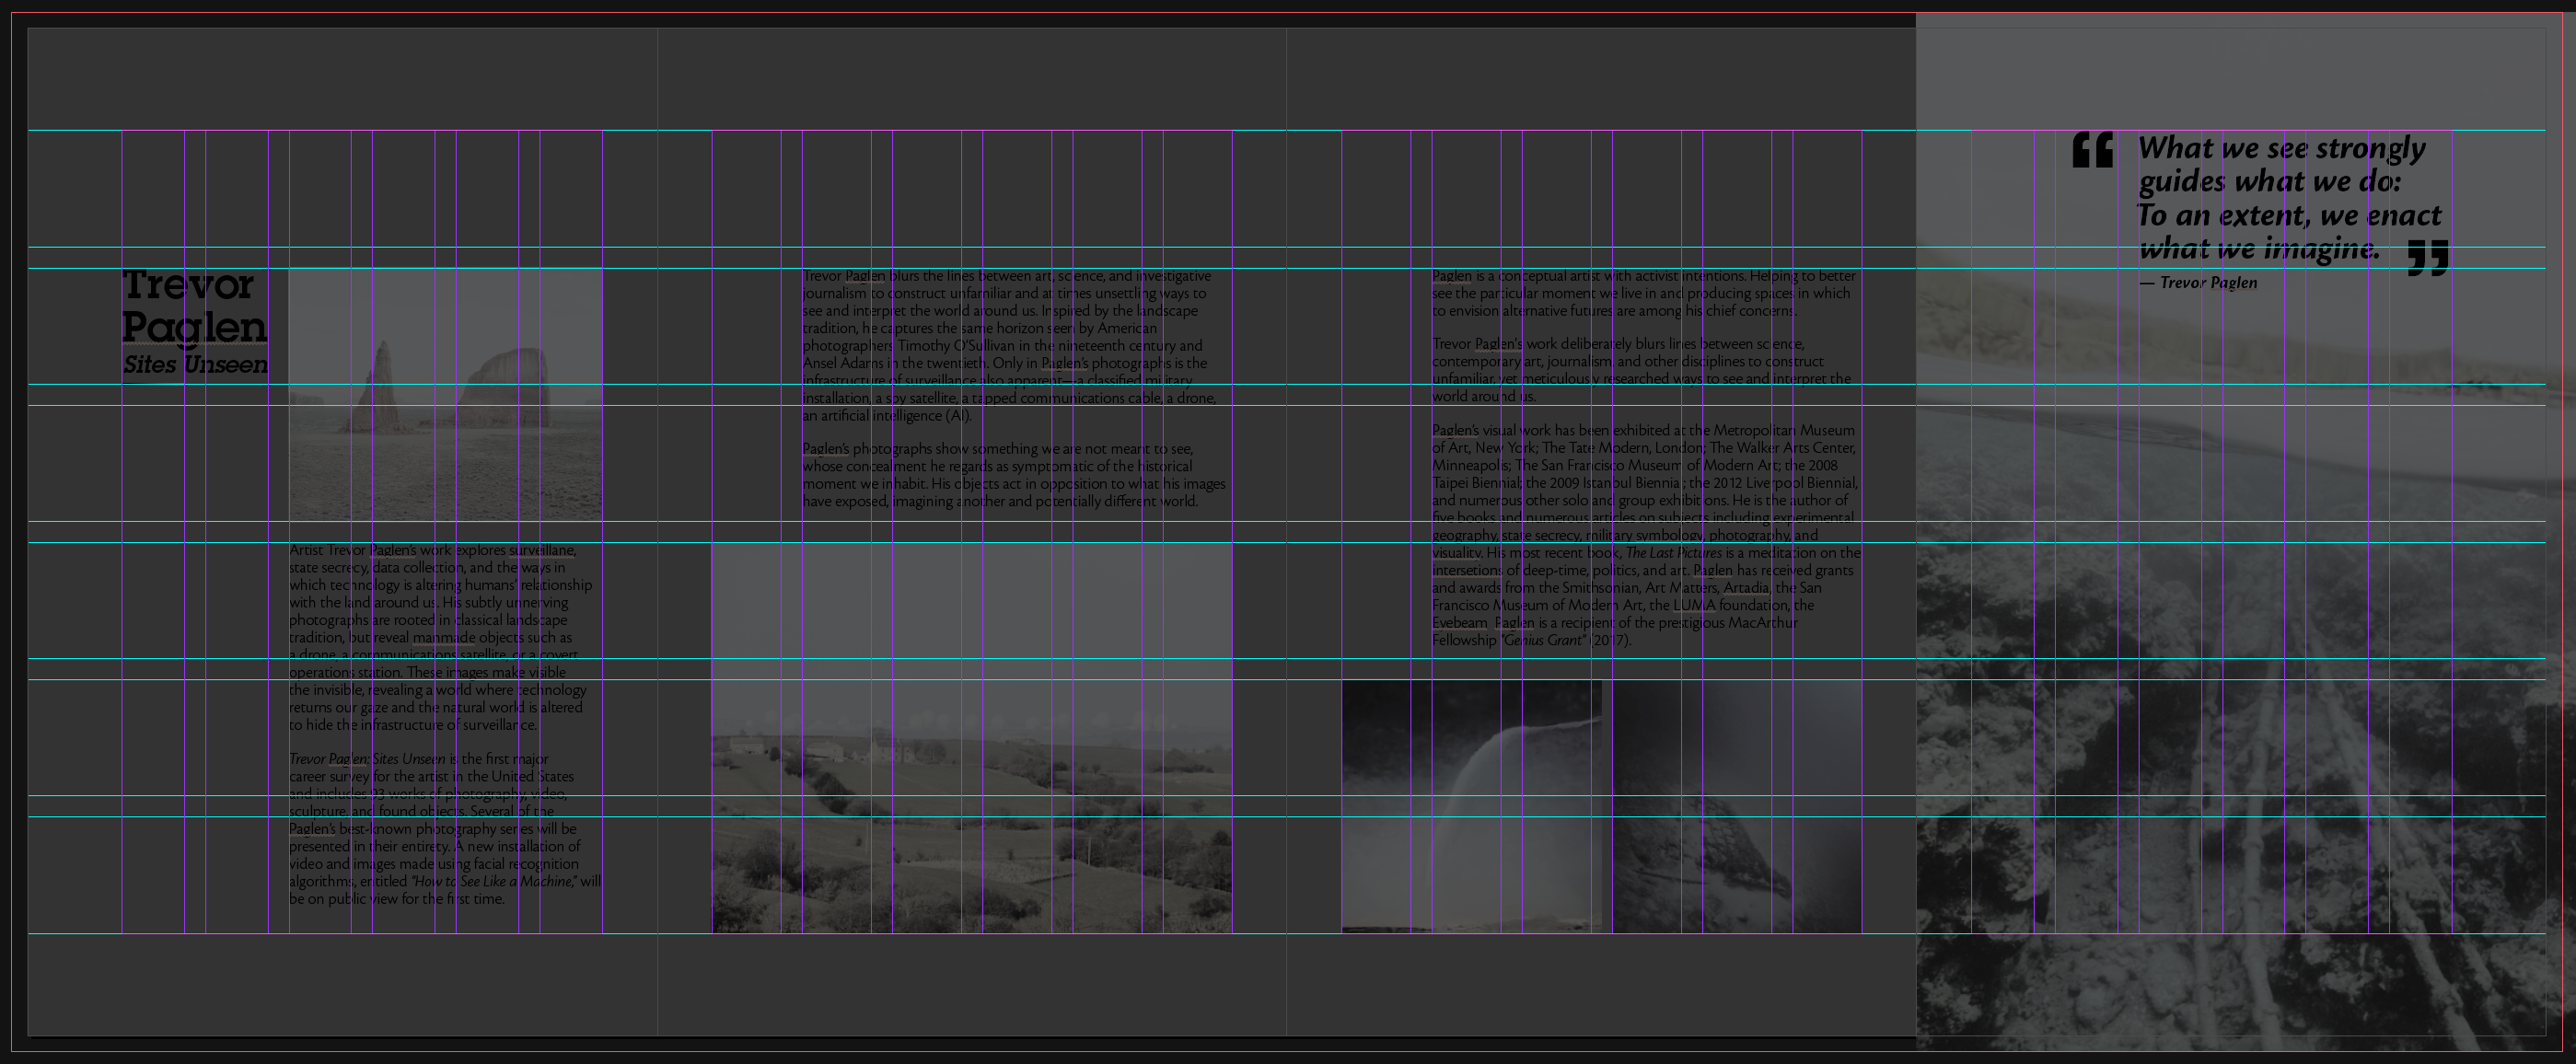 Trevor
Paglen
Sites Unseen
Artist Trevor Paglen's work explores surveillane,
state secrecy, data collection, and the ways in
which technology is altering humans' relationship
with the land around us. His subtly unnerving
photographs are rooted in classical landscape
tradition, but reveal manmade objects such as
a drone, a communications satellite, or a covert
operations station. These images make visible
the invisible, revealing a world where technology
returns our gaze and the natural world is altered
to hide the infrastructure of surveillance.
Trevor Paglen: Sites Unseen is the first major
career survey for the artist in the United States
and includes 93 works of photography, video,
sculpture, and found objects. Several of the
Paglen's best-known photography series will be
presented in their entirety. A new installation of
video and images made using facial recognition
algorithms, entitled "How to See Like a Machine," will
be on public view for the first time.
Trevor Paglen blurs the lines between art, science, and investigative
journalism to construct unfamiliar and at times unsettling ways to
see and interpret the world around us. Inspired by the landscape
tradition, he captures the same horizon seen by American
photographers Timothy O'Sullivan in the nineteenth century and
Ansel Adams in the twentieth. Only in Paglen's photographs is the
infrastructure of surveillance also apparent—a classified military
installation, a spy satellite, a tapped communications cable, a drone,
an artificial intelligence (AI).
Paglen's photographs show something we are not meant to see,
whose concealment he regards as symptomatic of the historical
moment we inhabit. His objects act in opposition to what his images
have exposed, imagining another and potentially different world.
Paglen is a conceptual artist with activist intentions. Helping to better
see the particular moment we live in and producing spaces in which
to envision alternative futures are among his chief concerns.
Trevor Paglen's work deliberately blurs lines between science,
contemporary art, journalism, and other disciplines to construct
unfamiliar, yet meticulously researched ways to see and interpret the
world around us.
Paglen's visual work has been exhibited at the Metropolitan Museum
of Art, New York; The Tate Modern, London; The Walker Arts Center,
Minneapolis; The San Francisco Museum of Modern Art; the 2008
Taipei Biennial; the 2009 Istanbul Biennial; the 2012 Liverpool Biennial,
and numerous other solo and group exhibitions. He is the author of
five books and numerous articles on subjects including experimental
geography, state secrecy, military symbology, photography, and
visuality. His most recent book, The Last Pictures is a meditation on the
intersetions of deep-time, politics, and art. Paglen has received grants
and awards from the Smithsonian, Art Matters, Artadia, the San
Francisco Museum of Modern Art, the LUMA foundation, the
Evebeam. Paglen is a recipient of the prestigious MacArthur
Fellowship "Genius Grant" (2017).
“ What we see strongly
guides what we do:
To an extent, we enact
what we imagine. ”
— Trevor Paglen